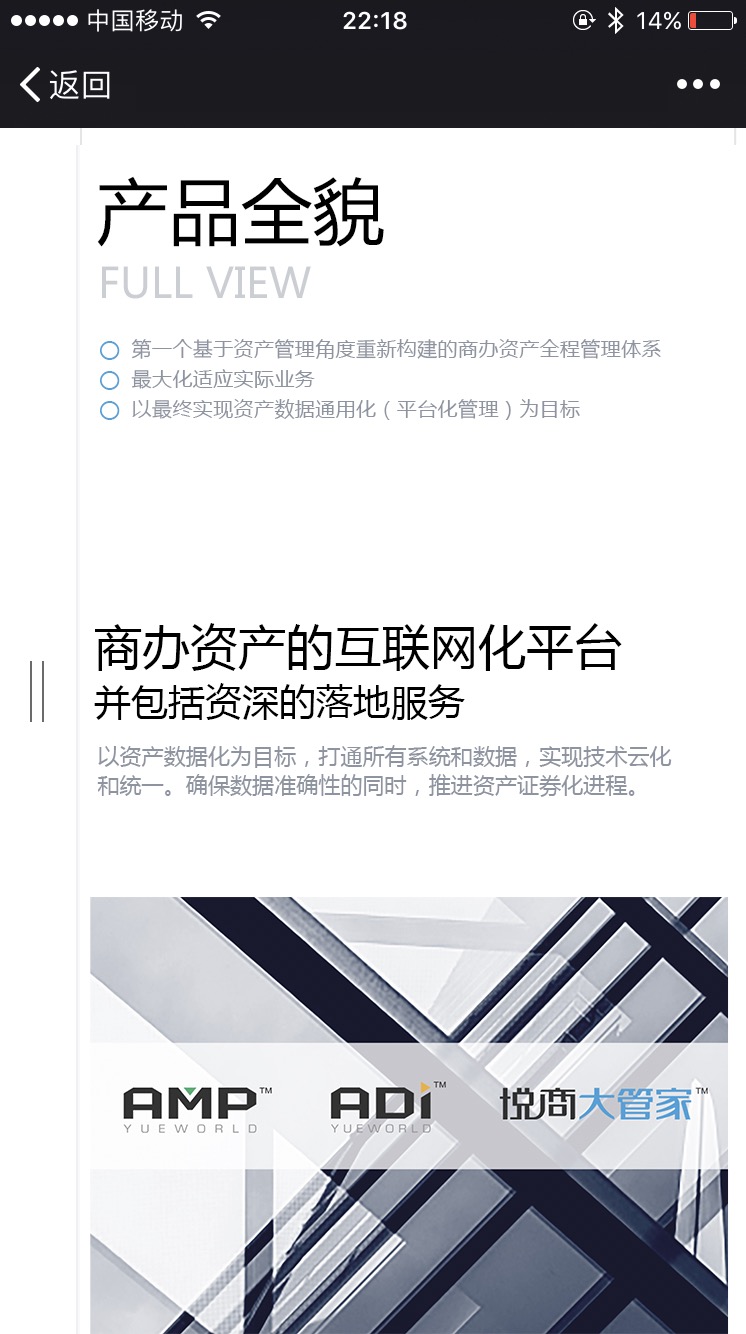 中国移动
22:18
14%
返回
产品全貌
FULL VIEW
第一个基于资产管理角度重新构建的商办资产全程管理体系
最大化适应实际业务
以最终实现资产数据通用化（平台化管理）为目标
商办资产的互联网化平台
并包括资深的落地服务
以资产数据化为目标，打通所有系统和数据，实现技术云化
和统一。确保数据准确性的同时，推进资产证券化进程。
AMP™ ADi™ 悦商大管家™
YUEWORLD YUEWORLD